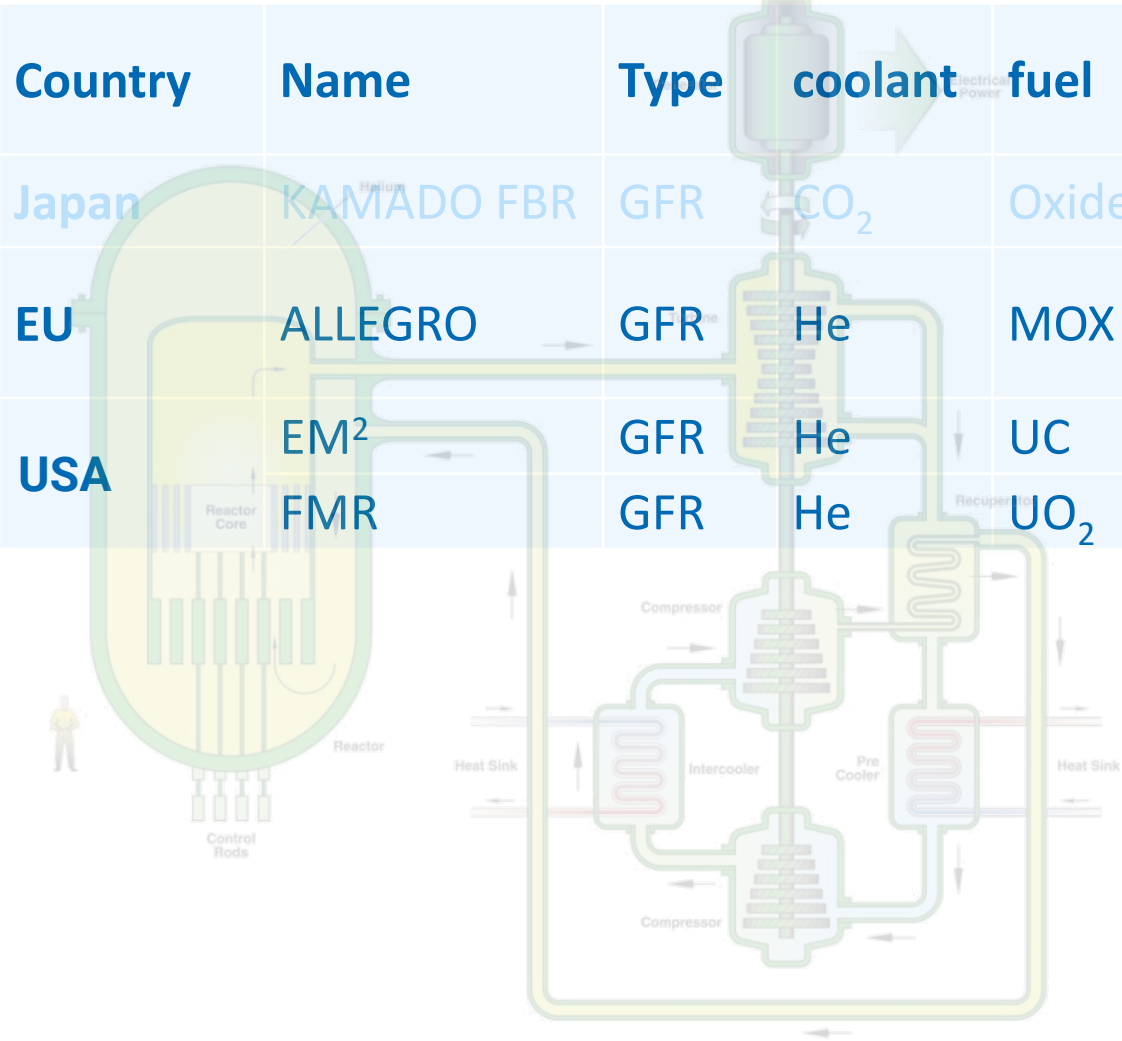 Country Name Type coolant fuel
Japan KAMADO FBR GFR CO₂ Oxide
EU ALLEGRO GFR He MOX
USA EM² GFR He UC
FMR GFR He UO₂
Electrical
Power
Helium
Turbine
Reactor
Core
Recuperator
Compressor
Reactor
Heat Sink
Intercooler
Pre
Cooler
Heat Sink
Control
Rods
Compressor